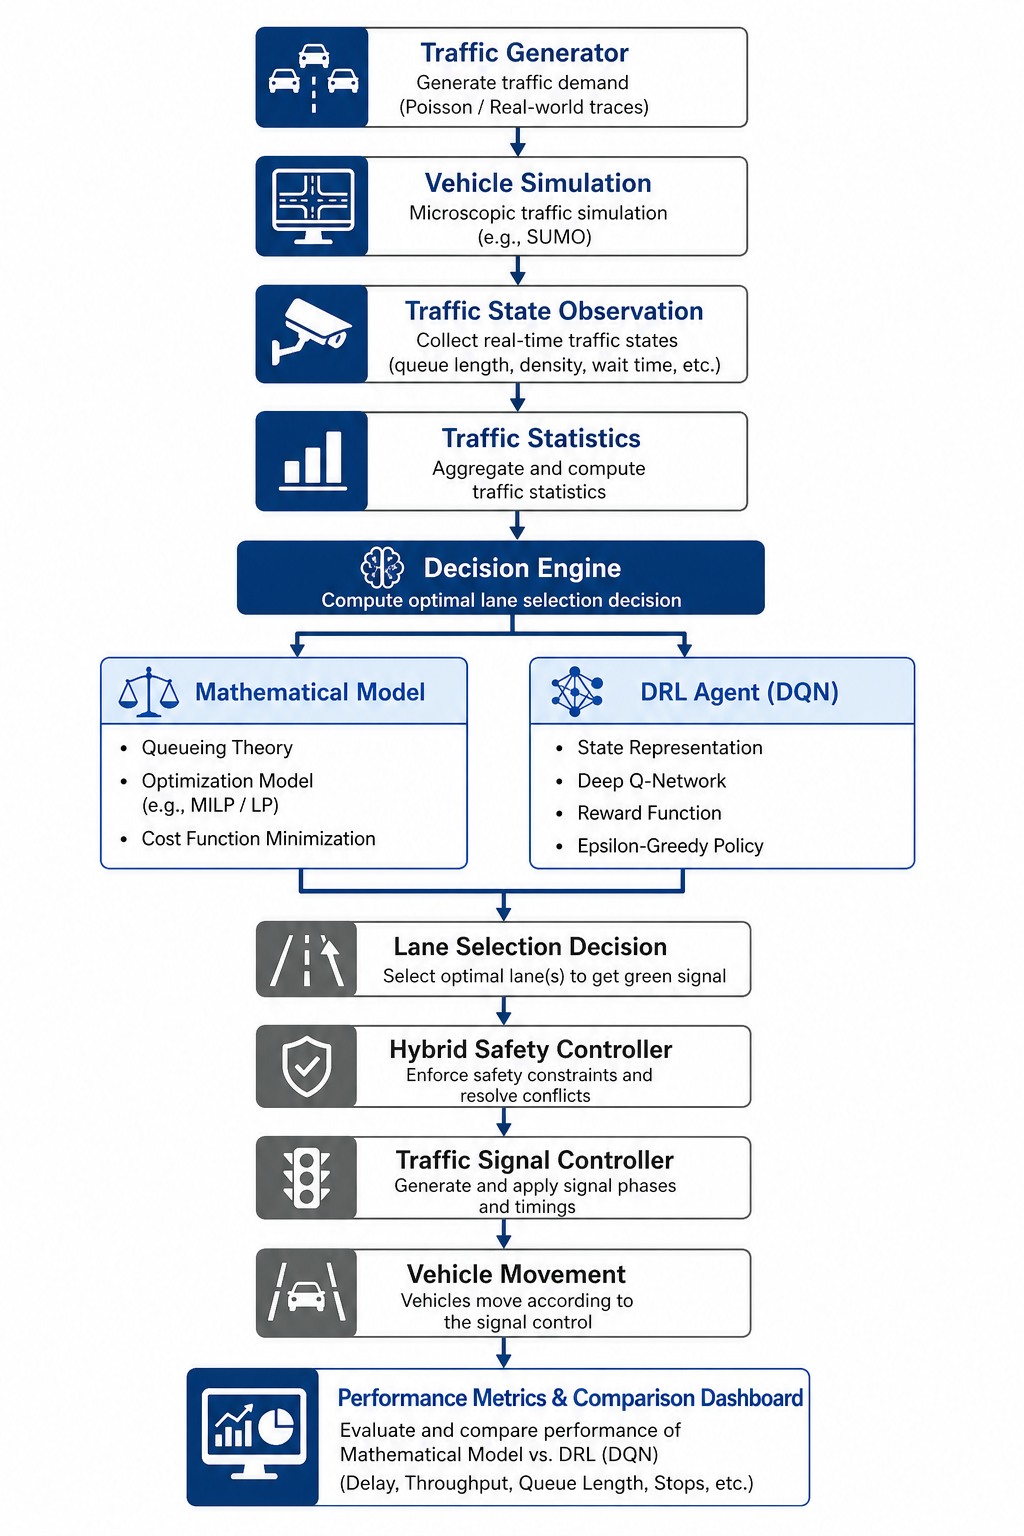 Traffic Generator
Generate traffic demand
(Poisson / Real-world traces)
Vehicle Simulation
Microscopic traffic simulation
(e.g., SUMO)
Traffic State Observation
Collect real-time traffic states
(queue length, density, wait time, etc.)
Traffic Statistics
Aggregate and compute
traffic statistics
Decision Engine
Compute optimal lane selection decision
Mathematical Model
• Queueing Theory
• Optimization Model
(e.g., MILP / LP)
• Cost Function Minimization
DRL Agent (DQN)
• State Representation
• Deep Q-Network
• Reward Function
• Epsilon-Greedy Policy
Lane Selection Decision
Select optimal lane(s) to get green signal
Hybrid Safety Controller
Enforce safety constraints and
resolve conflicts
Traffic Signal Controller
Generate and apply signal phases
and timings
Vehicle Movement
Vehicles move according to
the signal control
Performance Metrics & Comparison Dashboard
Evaluate and compare performance of
Mathematical Model vs. DRL (DQN)
(Delay, Throughput, Queue Length, Stops, etc.)